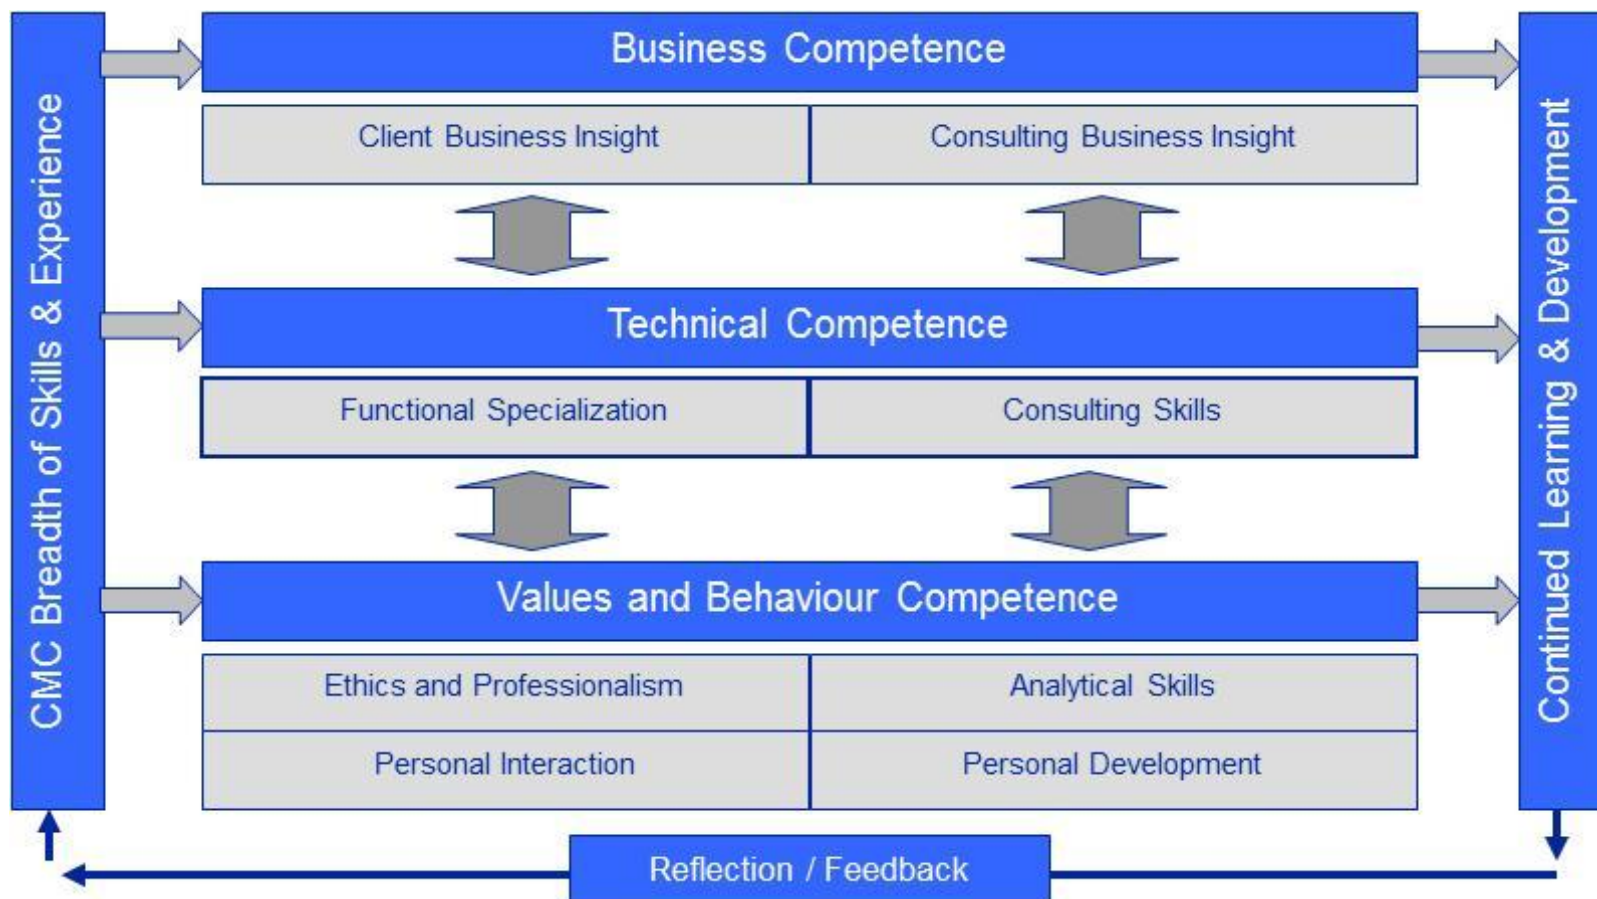 CMC Breadth of Skills & Experience
Business Competence
Client Business Insight
Consulting Business Insight
Technical Competence
Functional Specialization
Consulting Skills
Values and Behaviour Competence
Ethics and Professionalism
Analytical Skills
Personal Interaction
Personal Development
Continued Learning & Development
Reflection / Feedback